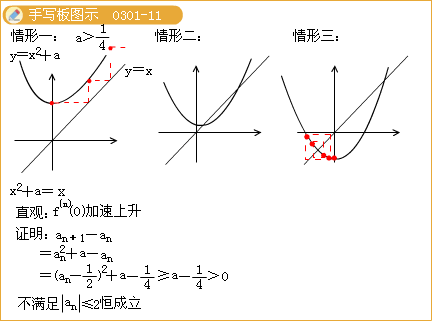 手写板图示 0301-11
情形一： a＞1/4 情形二： 情形三：
y＝x²＋a
y＝x
x²＋a＝x
直观：f⁽ⁿ⁾(0)加速上升
证明：aₙ₊₁－aₙ
＝aₙ²＋a－aₙ
＝(aₙ－1/2)²＋a－1/4≥a－1/4＞0
不满足|aₙ|≤2恒成立